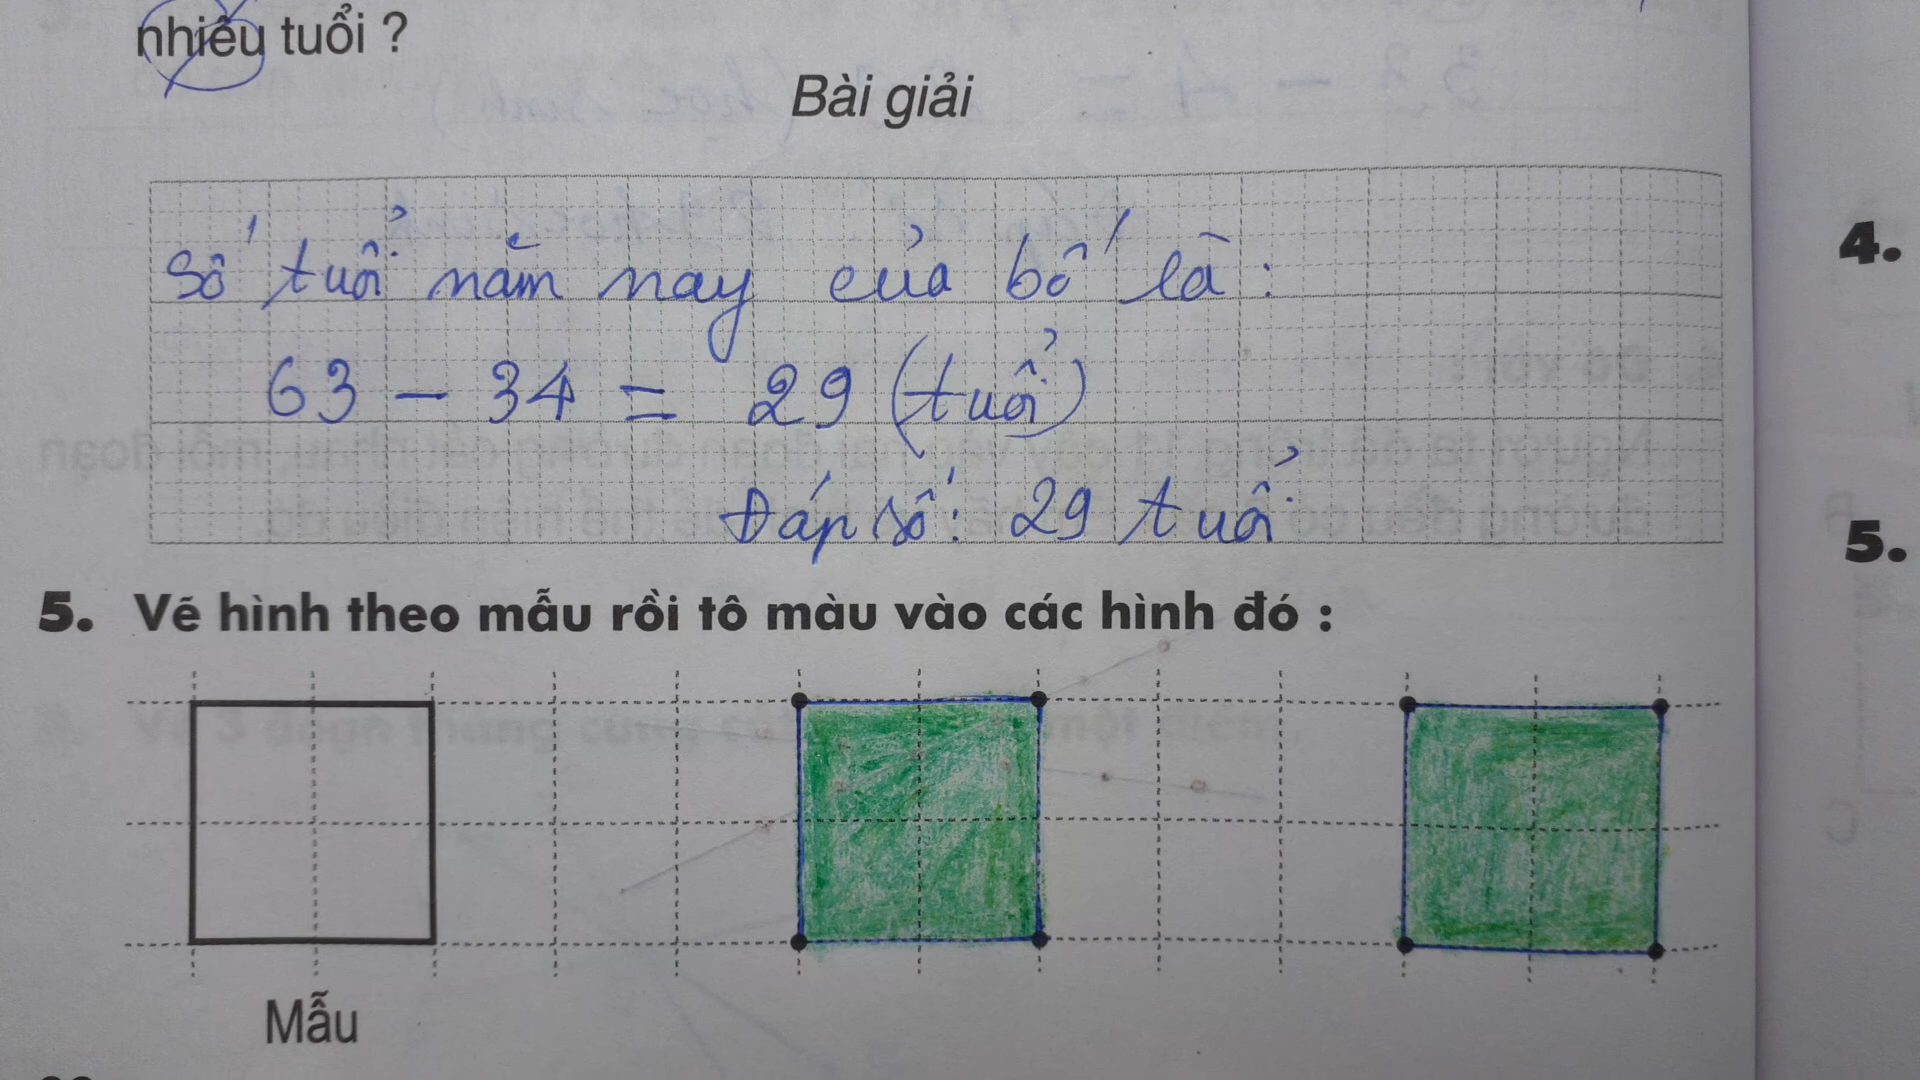 nhiêu tuổi ?
Bài giải
Số tuổi năm nay của bố là :
63 - 34 = 29 (tuổi)
Đáp số : 29 tuổi
5. Vẽ hình theo mẫu rồi tô màu vào các hình đó :
Mẫu
4.
5.